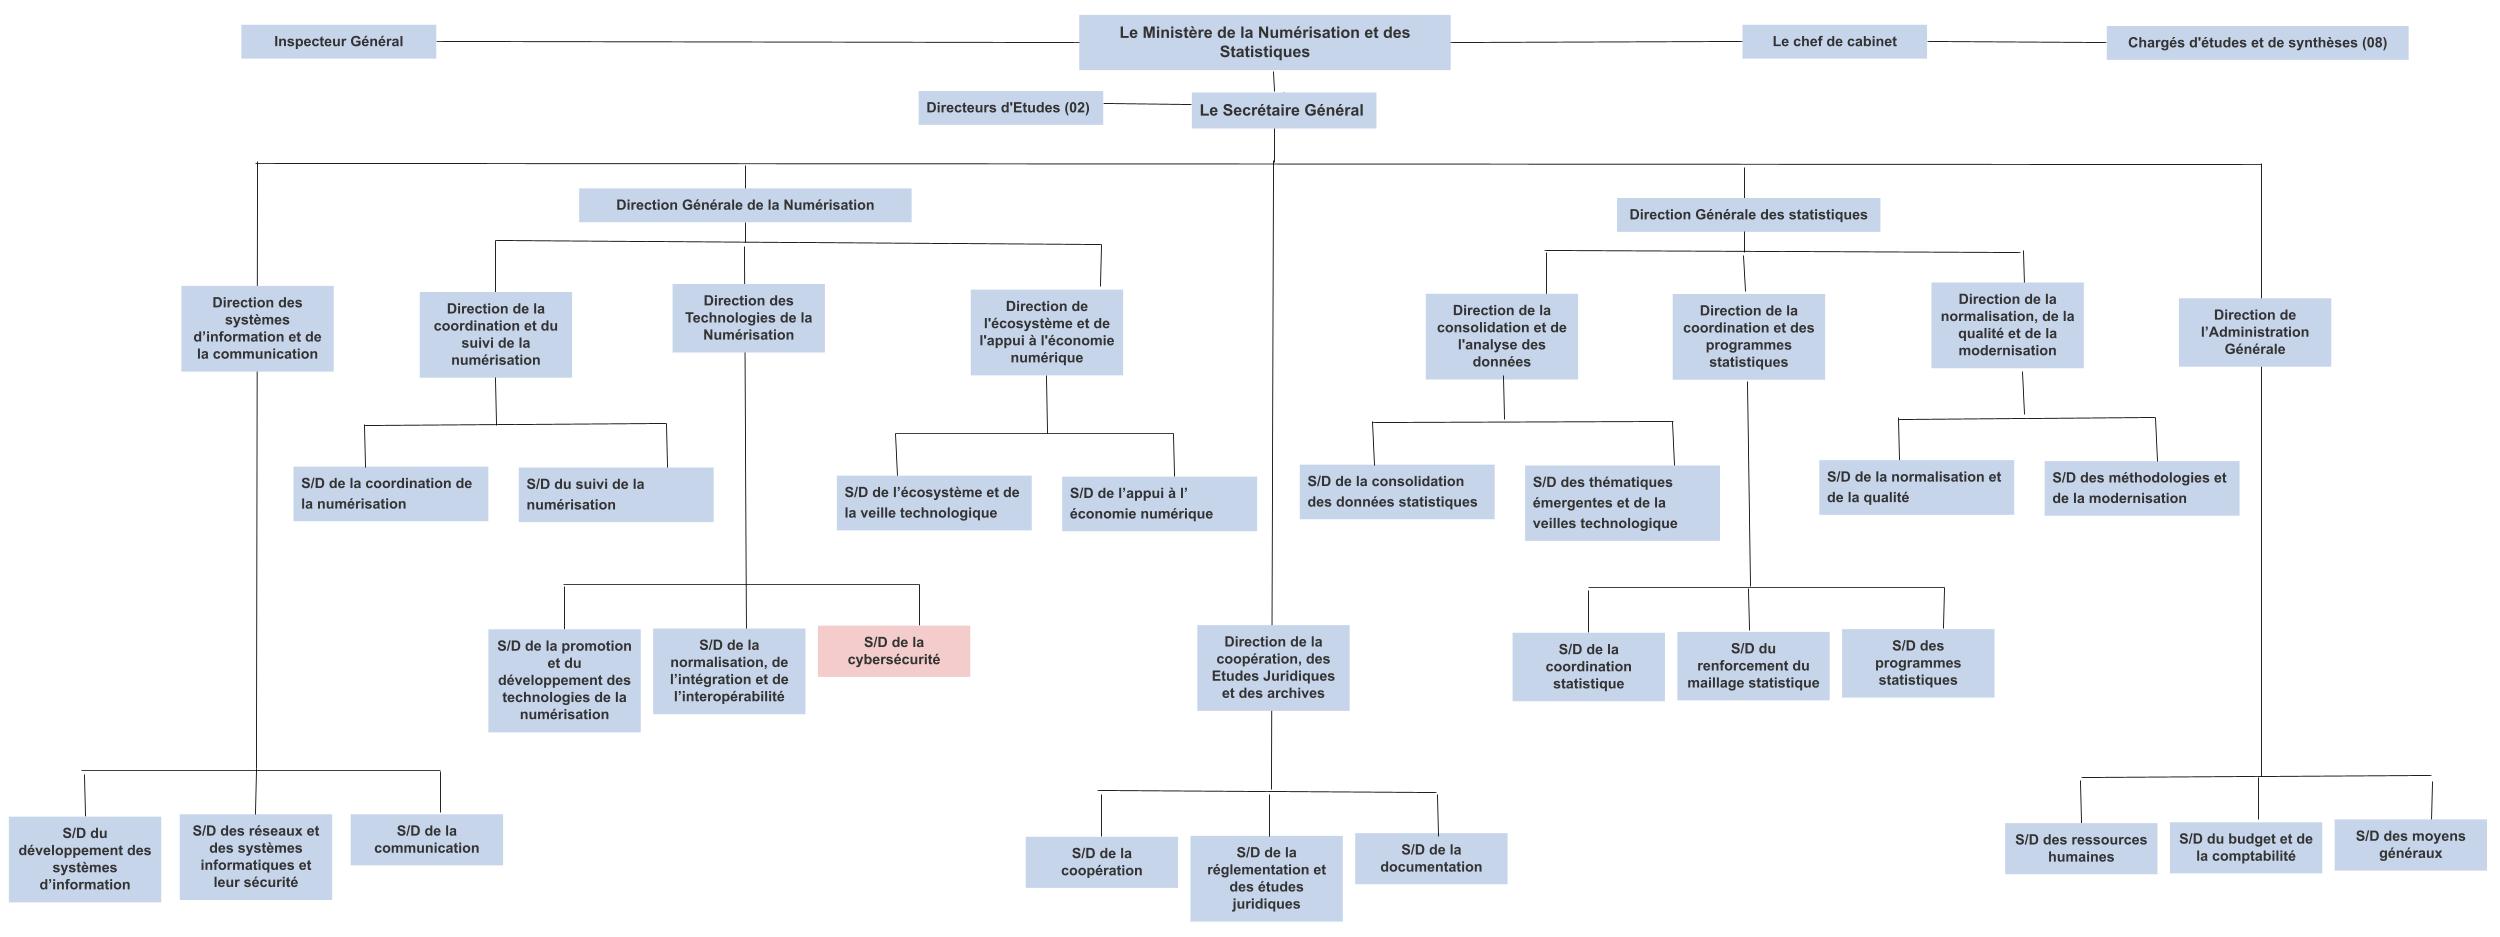 Inspecteur Général
Le Ministère de la Numérisation et des
Statistiques
Le chef de cabinet
Chargés d'études et de synthèses (08)
Directeurs d'Etudes (02)
Le Secrétaire Général
Direction Générale de la Numérisation
Direction Générale des statistiques
Direction des
systèmes
d’information et de
la communication
Direction de la
coordination et du
suivi de la
numérisation
Direction des
Technologies de la
Numérisation
Direction de
l'écosystème et de
l'appui à l'économie
numérique
Direction de la
consolidation et de
l'analyse des
données
Direction de la
coordination et des
programmes
statistiques
Direction de la
normalisation, de la
qualité et de la
modernisation
Direction de
l’Administration
Générale
S/D de la coordination de
la numérisation
S/D du suivi de la
numérisation
S/D de l’écosystème et de
la veille technologique
S/D de l’appui à l’
économie numérique
S/D de la consolidation
des données statistiques
S/D des thématiques
émergentes et de la
veilles technologique
S/D de la normalisation et
de la qualité
S/D des méthodologies et
de la modernisation
S/D de la promotion
et du
développement des
technologies de la
numérisation
S/D de la
normalisation, de
l’intégration et de
l’interopérabilité
S/D de la
cybersécurité
Direction de la
coopération, des
Etudes Juridiques
et des archives
S/D de la
coordination
statistique
S/D du
renforcement du
maillage statistique
S/D des
programmes
statistiques
S/D du
développement des
systèmes
d’information
S/D des réseaux et
des systèmes
informatiques et
leur sécurité
S/D de la
communication
S/D de la
coopération
S/D de la
réglementation et
des études
juridiques
S/D de la
documentation
S/D des ressources
humaines
S/D du budget et de
la comptabilité
S/D des moyens
généraux